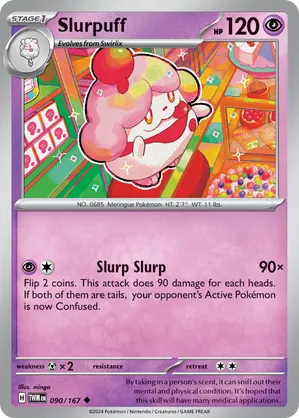 STAGE 1
Slurpuff
HP 120
Evolves from Swirlix
NO. 0685 Meringue Pokémon HT: 2'7" WT: 11 lbs.
Slurp Slurp 90×
Flip 2 coins. This attack does 90 damage for each heads.
If both of them are tails, your opponent's Active Pokémon
is now Confused.
weakness ×2 resistance retreat
Illus. mingo
H TWM EN 090/167
By taking in a person's scent, it can sniff out their mental
and physical condition. It's hoped that this skill will have
many medical applications.
©2024 Pokémon / Nintendo / Creatures / GAME FREAK